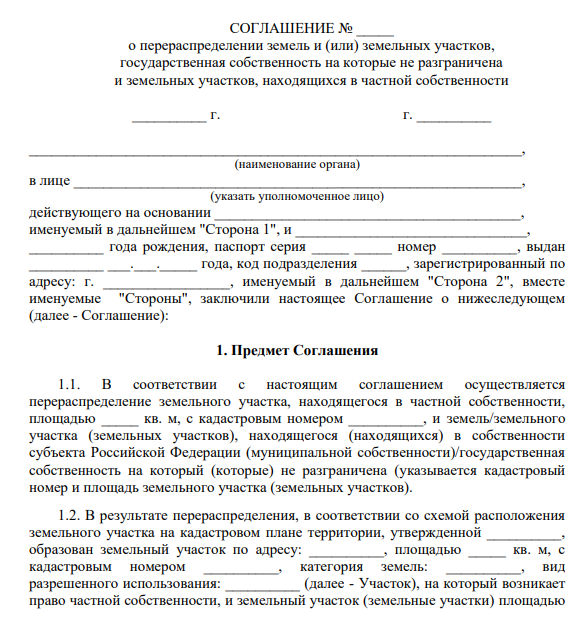 СОГЛАШЕНИЕ № _____
о перераспределении земель и (или) земельных участков,
государственная собственность на которые не разграничена
и земельных участков, находящихся в частной собственности
__________ г. г. __________
__________________________________________________________________,
(наименование органа)
в лице ____________________________________________________________,
(указать уполномоченное лицо)
действующего на основании _________________________________________,
именуемый в дальнейшем "Сторона 1", и _______________________________,
__________ года рождения, паспорт серия _____ _____ номер __________, выдан
__________ ___.___._____ года, код подразделения ______, зарегистрированный по
адресу: г. _________________, именуемый в дальнейшем "Сторона 2", вместе
именуемые "Стороны", заключили настоящее Соглашение о нижеследующем
(далее - Соглашение):
1. Предмет Соглашения
1.1. В соответствии с настоящим соглашением осуществляется
перераспределение земельного участка, находящегося в частной собственности,
площадью _____ кв. м, с кадастровым номером __________, и земель/земельного
участка (земельных участков), находящегося (находящихся) в собственности
субъекта Российской Федерации (муниципальной собственности)/государственная
собственность на который (которые) не разграничена (указывается кадастровый
номер и площадь земельного участка (земельных участков).
1.2. В результате перераспределения, в соответствии со схемой расположения
земельного участка на кадастровом плане территории, утвержденной __________,
образован земельный участок по адресу: __________, площадью _____ кв. м, с
кадастровым номером __________, категория земель: __________, вид
разрешенного использования: __________ (далее - Участок), на который возникает
право частной собственности, и земельный участок (земельные участки) площадью